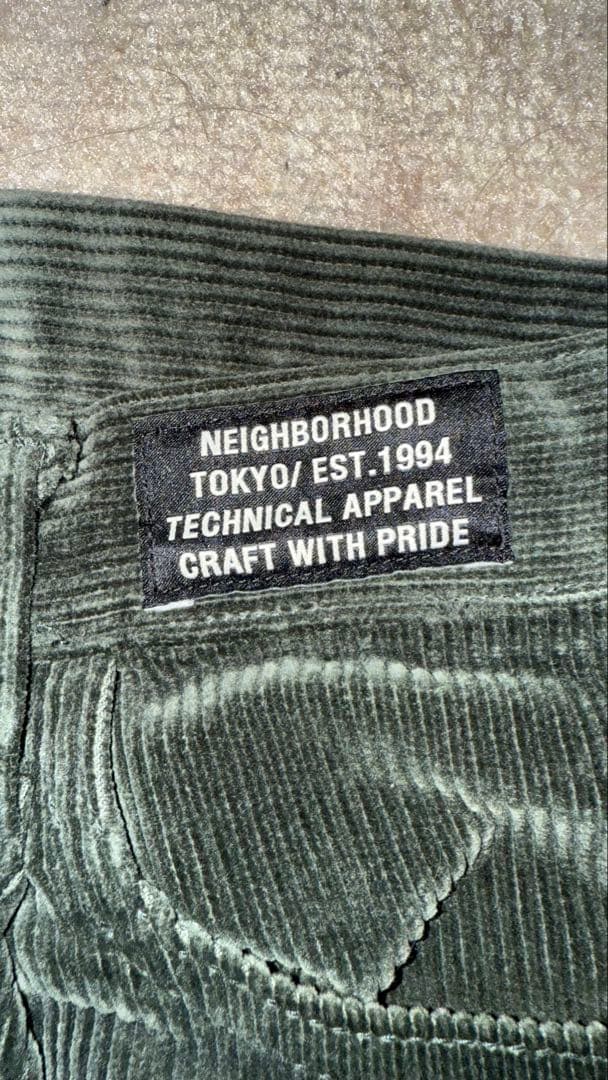 NEIGHBORHOOD
TOKYO/ EST.1994
TECHNICAL APPAREL
CRAFT WITH PRIDE